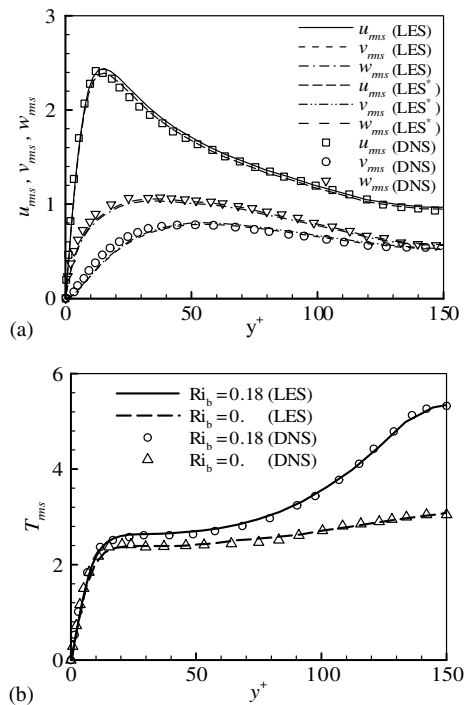 3
2
1
0
0
50
100
150
u_rms , v_rms , w_rms
y⁺
(a)
u_rms (LES)
v_rms (LES)
w_rms (LES)
u_rms (LES*)
v_rms (LES*)
w_rms (LES*)
u_rms (DNS)
v_rms (DNS)
w_rms (DNS)
6
4
2
0
0
50
100
150
T_rms
y⁺
(b)
Ri_b = 0.18 (LES)
Ri_b = 0. (LES)
Ri_b = 0.18 (DNS)
Ri_b = 0. (DNS)